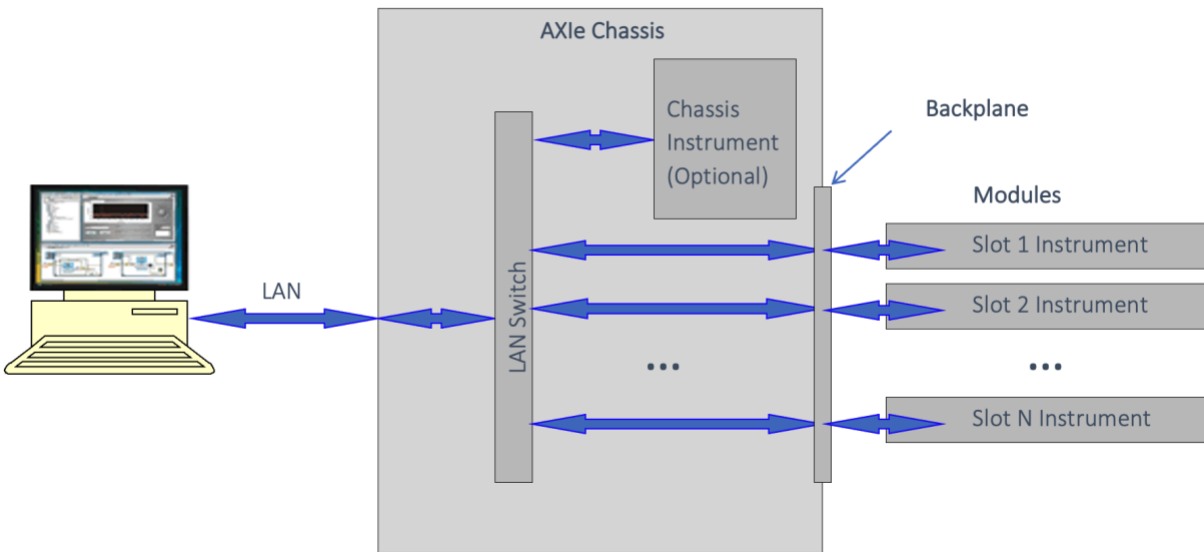 AXIe Chassis
Chassis
Instrument
(Optional)
Backplane
Modules
LAN
LAN Switch
Slot 1 Instrument
Slot 2 Instrument
...
...
Slot N Instrument